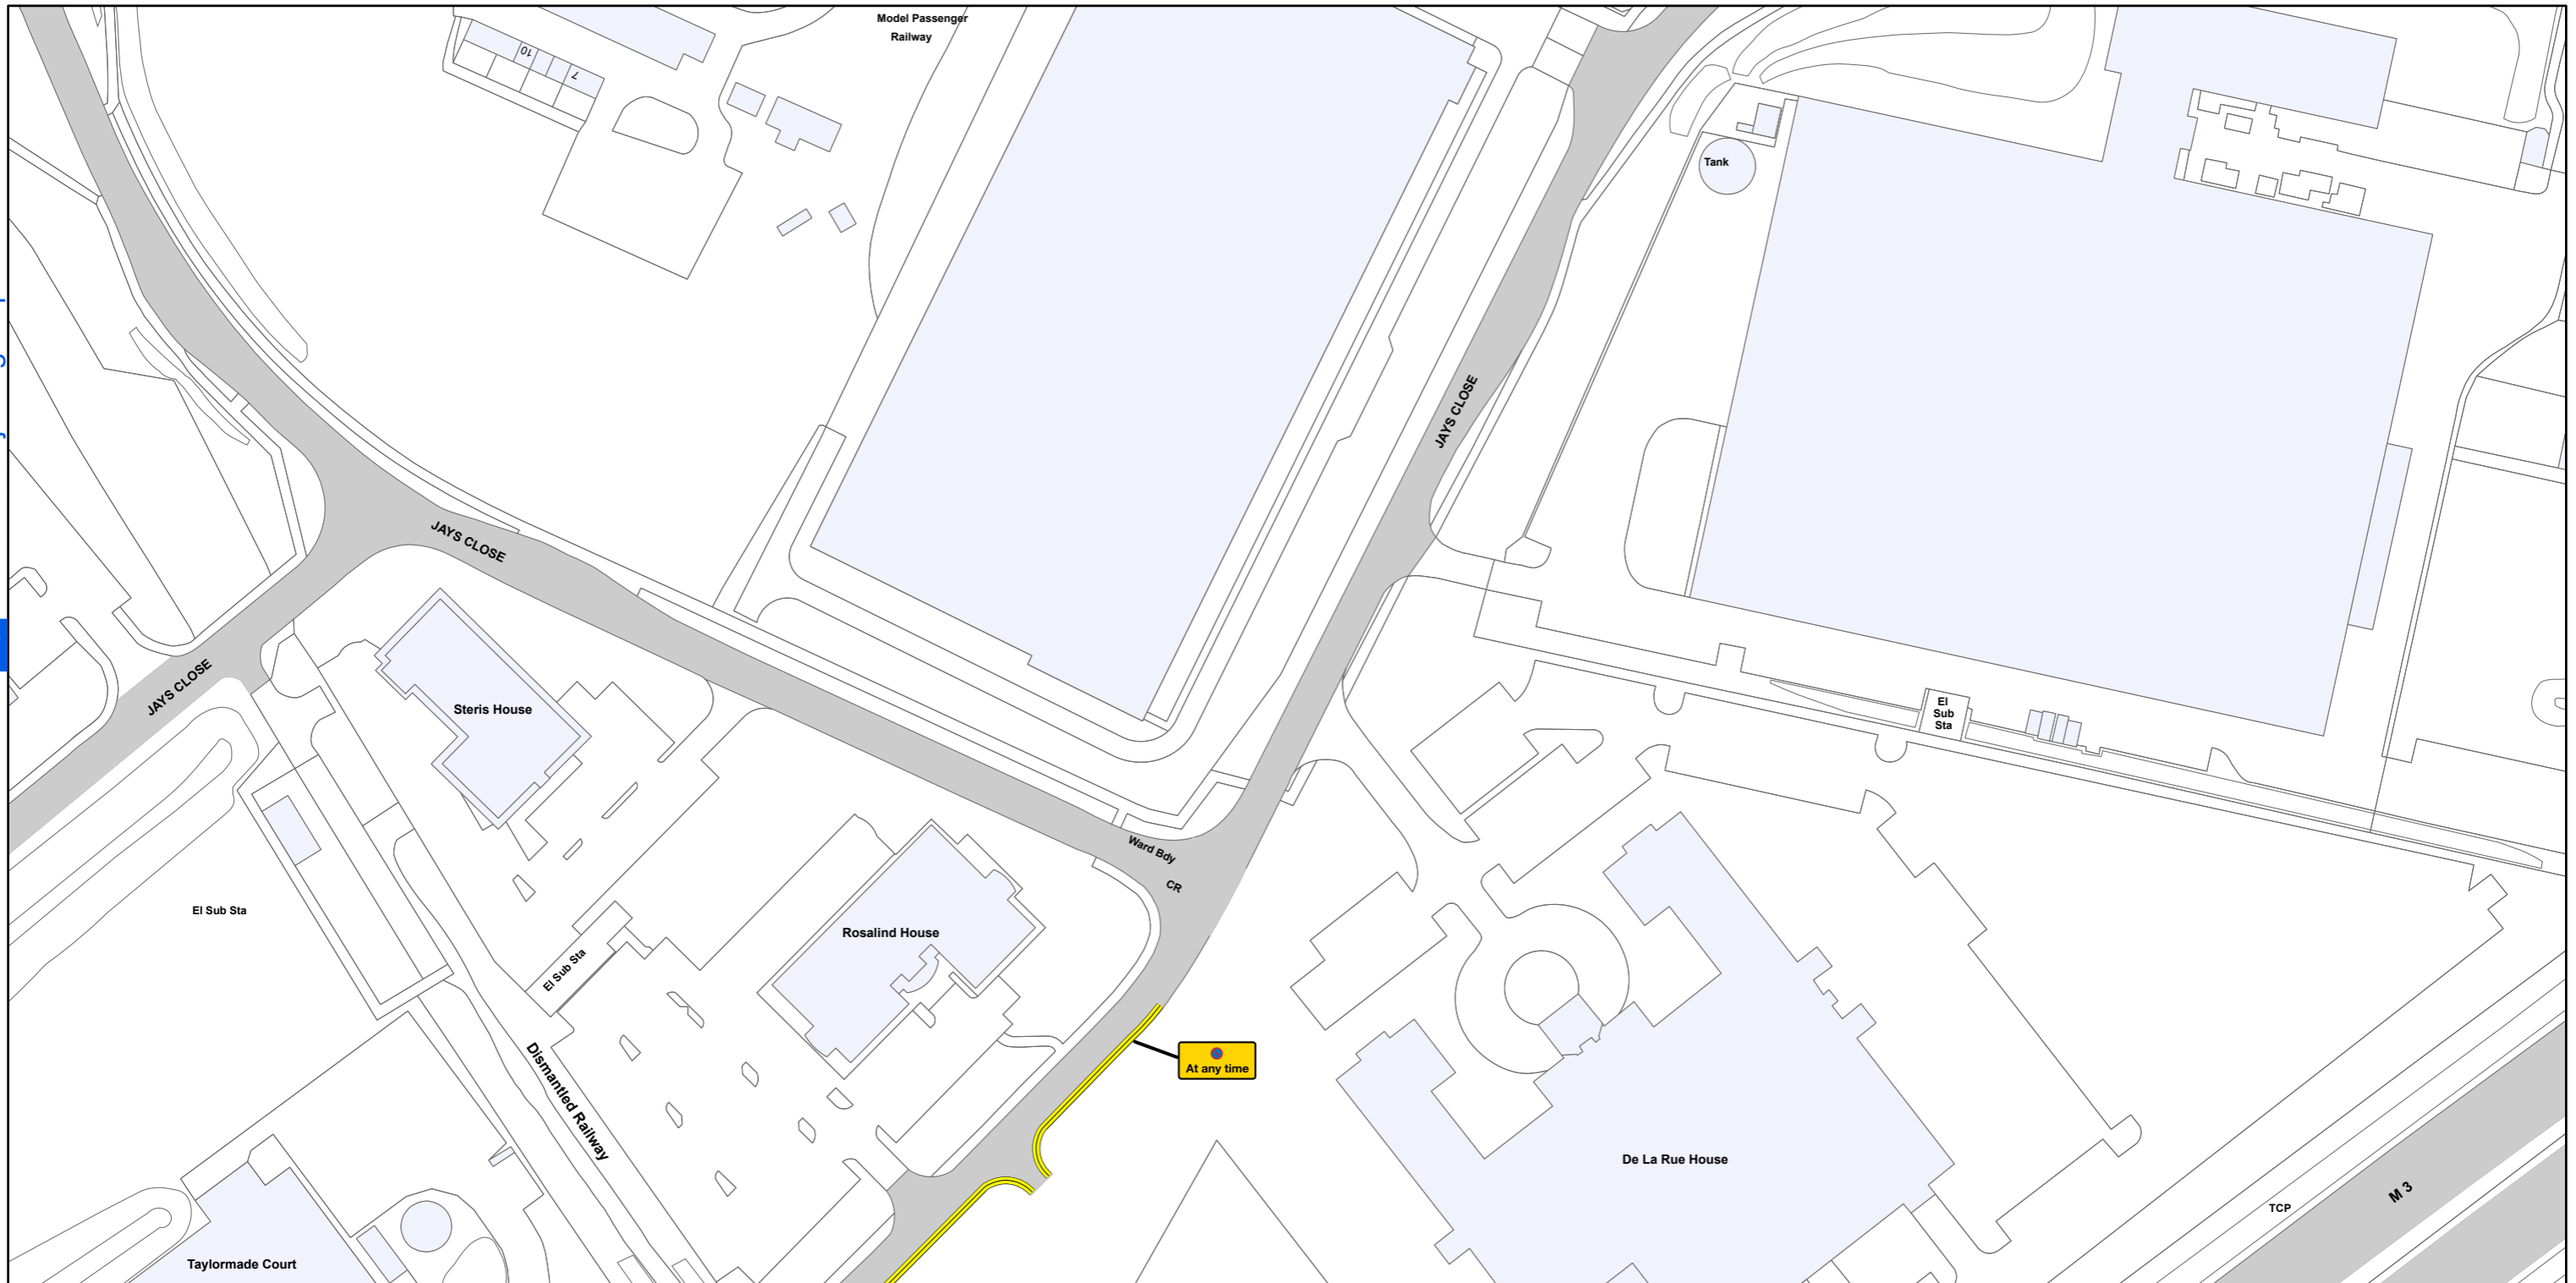 Model Passenger
Railway
10
7
Tank
JAYS CLOSE
JAYS CLOSE
JAYS CLOSE
Steris House
El
Sub
Sta
Ward Bdy
CR
El Sub Sta
Rosalind House
El Sub Sta
At any time
Dismantled Railway
De La Rue House
M 3
TCP
Taylormade Court